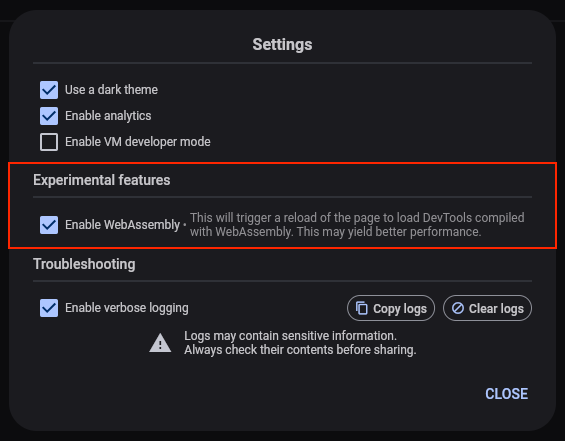 Settings
Use a dark theme
Enable analytics
Enable VM developer mode
Experimental features
Enable WebAssembly • This will trigger a reload of the page to load DevTools compiled
with WebAssembly. This may yield better performance.
Troubleshooting
Enable verbose logging Copy logs Clear logs
Logs may contain sensitive information.
Always check their contents before sharing.
CLOSE